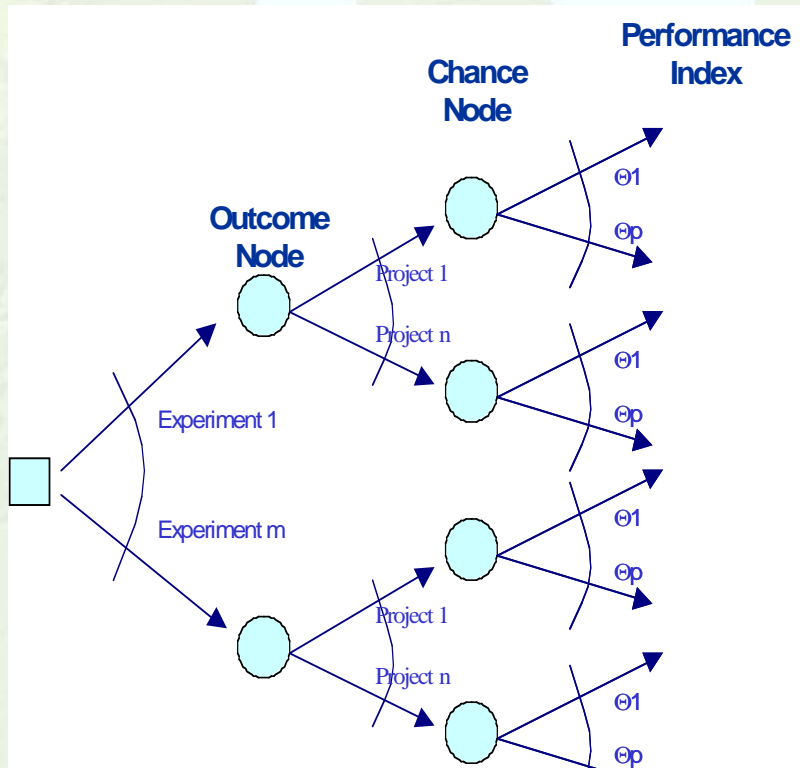 Performance
Index
Chance
Node
Θ1
Outcome
Node
Θp
Project 1
Project n
Θ1
Experiment 1
Θp
Θ1
Experiment m
Θp
Project 1
Project n
Θ1
Θp